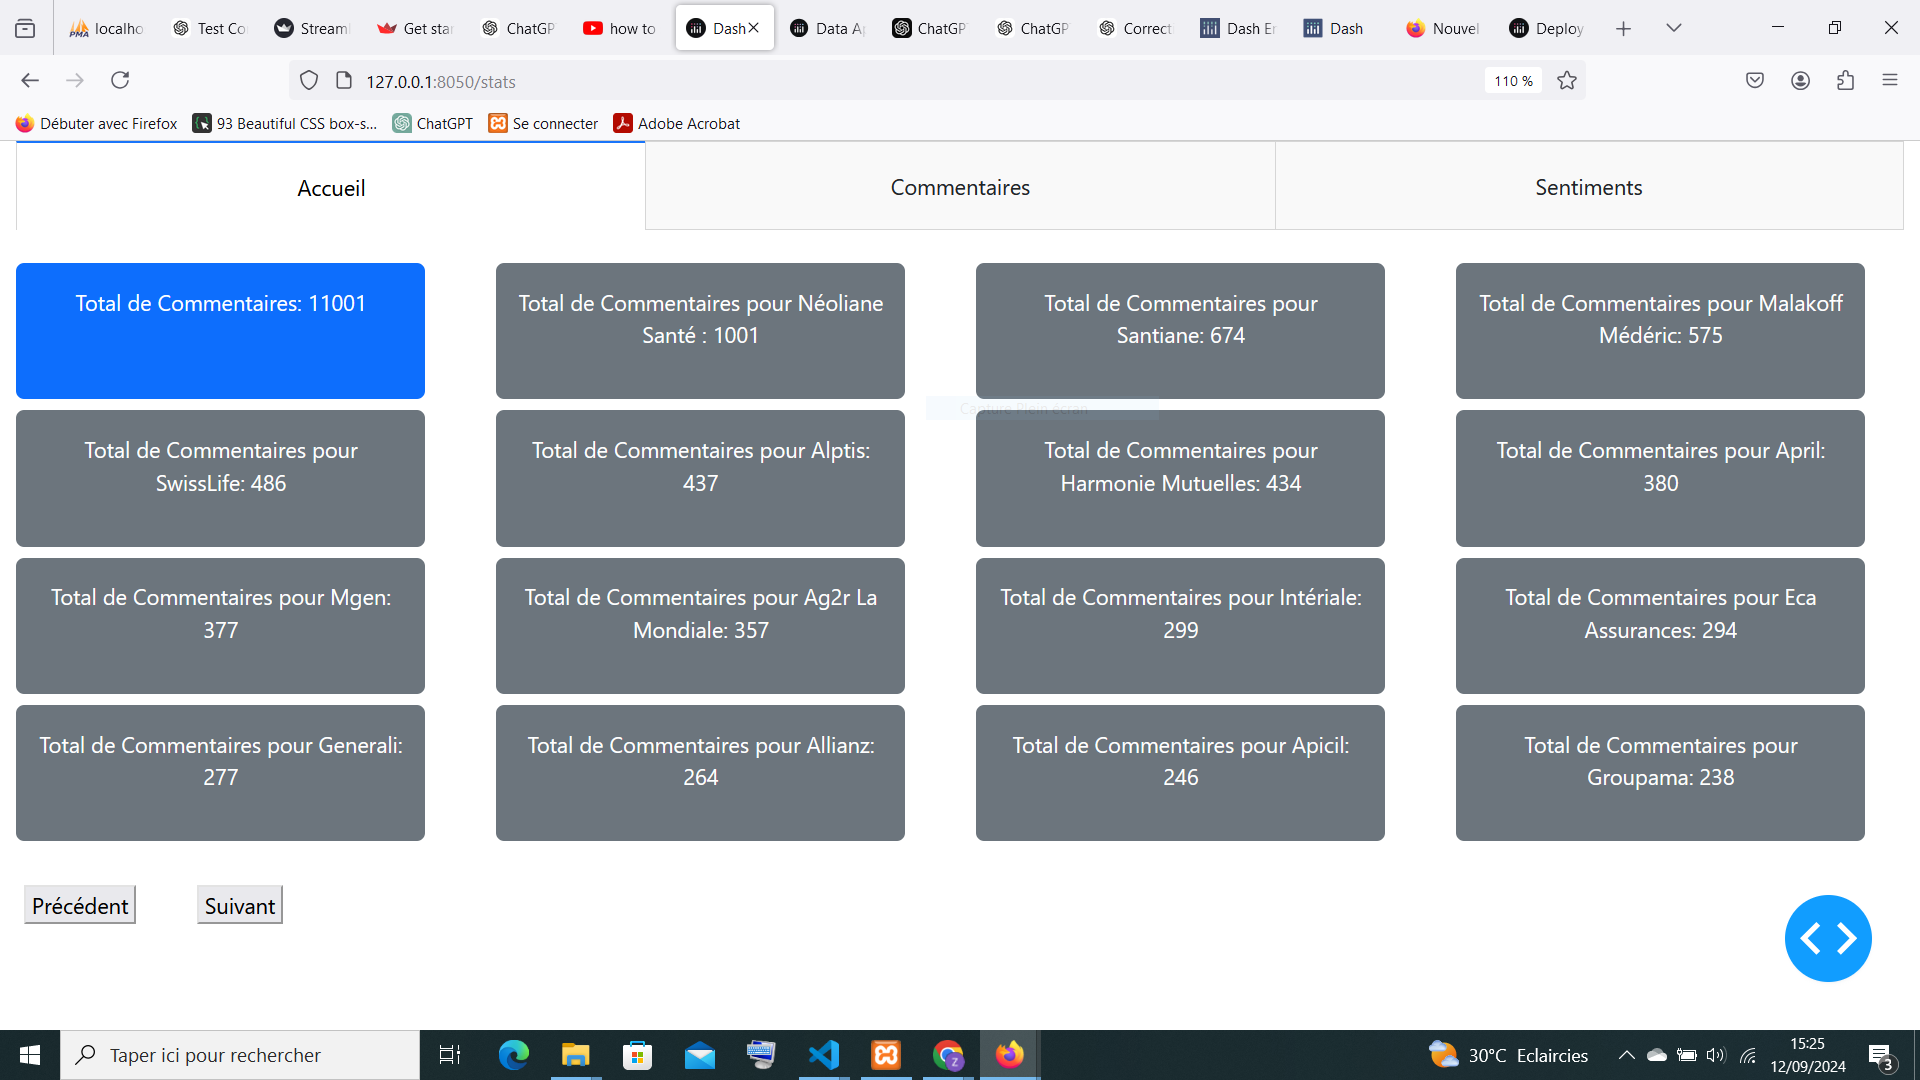 localho
Test Co
Stream
Get star
ChatGP
how to
Dash
Data A
ChatGP
ChatGP
Correct
Dash Er
Dash
Nouvel
Deploy
127.0.0.1:8050/stats
110 %
Débuter avec Firefox
93 Beautiful CSS box-s...
ChatGPT
Se connecter
Adobe Acrobat
Accueil
Commentaires
Sentiments
Total de Commentaires: 11001
Total de Commentaires pour Néoliane
Santé : 1001
Total de Commentaires pour
Santiane: 674
Total de Commentaires pour Malakoff
Médéric: 575
Capture Plein écran
Total de Commentaires pour
SwissLife: 486
Total de Commentaires pour Alptis:
437
Total de Commentaires pour
Harmonie Mutuelles: 434
Total de Commentaires pour April:
380
Total de Commentaires pour Mgen:
377
Total de Commentaires pour Ag2r La
Mondiale: 357
Total de Commentaires pour Intériale:
299
Total de Commentaires pour Eca
Assurances: 294
Total de Commentaires pour Generali:
277
Total de Commentaires pour Allianz:
264
Total de Commentaires pour Apicil:
246
Total de Commentaires pour
Groupama: 238
Précédent
Suivant
Taper ici pour rechercher
30°C Eclaircies
15:25
12/09/2024
3